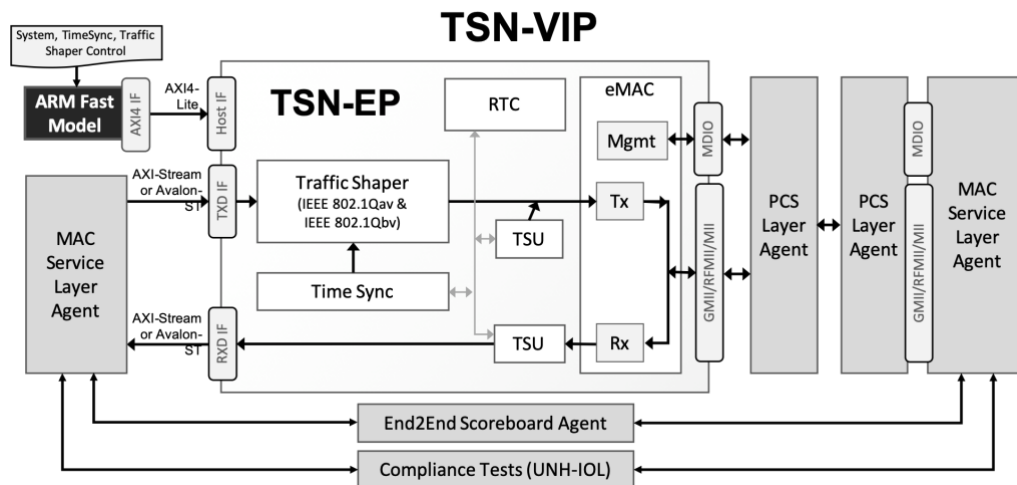 TSN-VIP
System, TimeSync, Traffic
Shaper Control
ARM Fast
Model
AXI4 IF
AXI4-
Lite
Host IF
TSN-EP
RTC
eMAC
Mgmt
MDIO
AXI-Stream
or Avalon-
ST
TXD IF
Traffic Shaper
(IEEE 802.1Qav &
IEEE 802.1Qbv)
TSU
Tx
GMII/RFMII/MII
MAC
Service
Layer
Agent
Time Sync
AXI-Stream
or Avalon-
ST
RXD IF
TSU
Rx
PCS
Layer
Agent
PCS
Layer
Agent
MDIO
GMII/RFMII/MII
MAC
Service
Layer
Agent
End2End Scoreboard Agent
Compliance Tests (UNH-IOL)